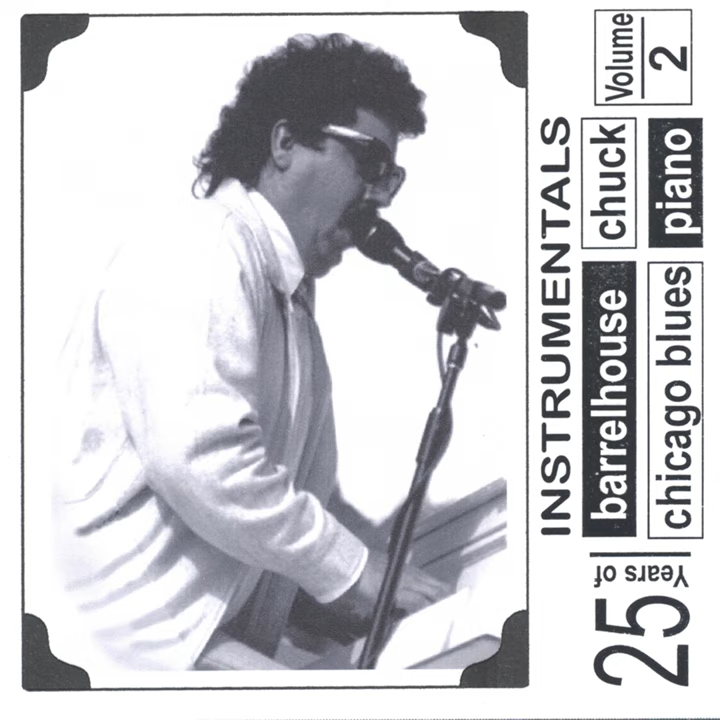 25 Years of
barrelhouse chuck
chicago blues piano
Volume 2
INSTRUMENTALS